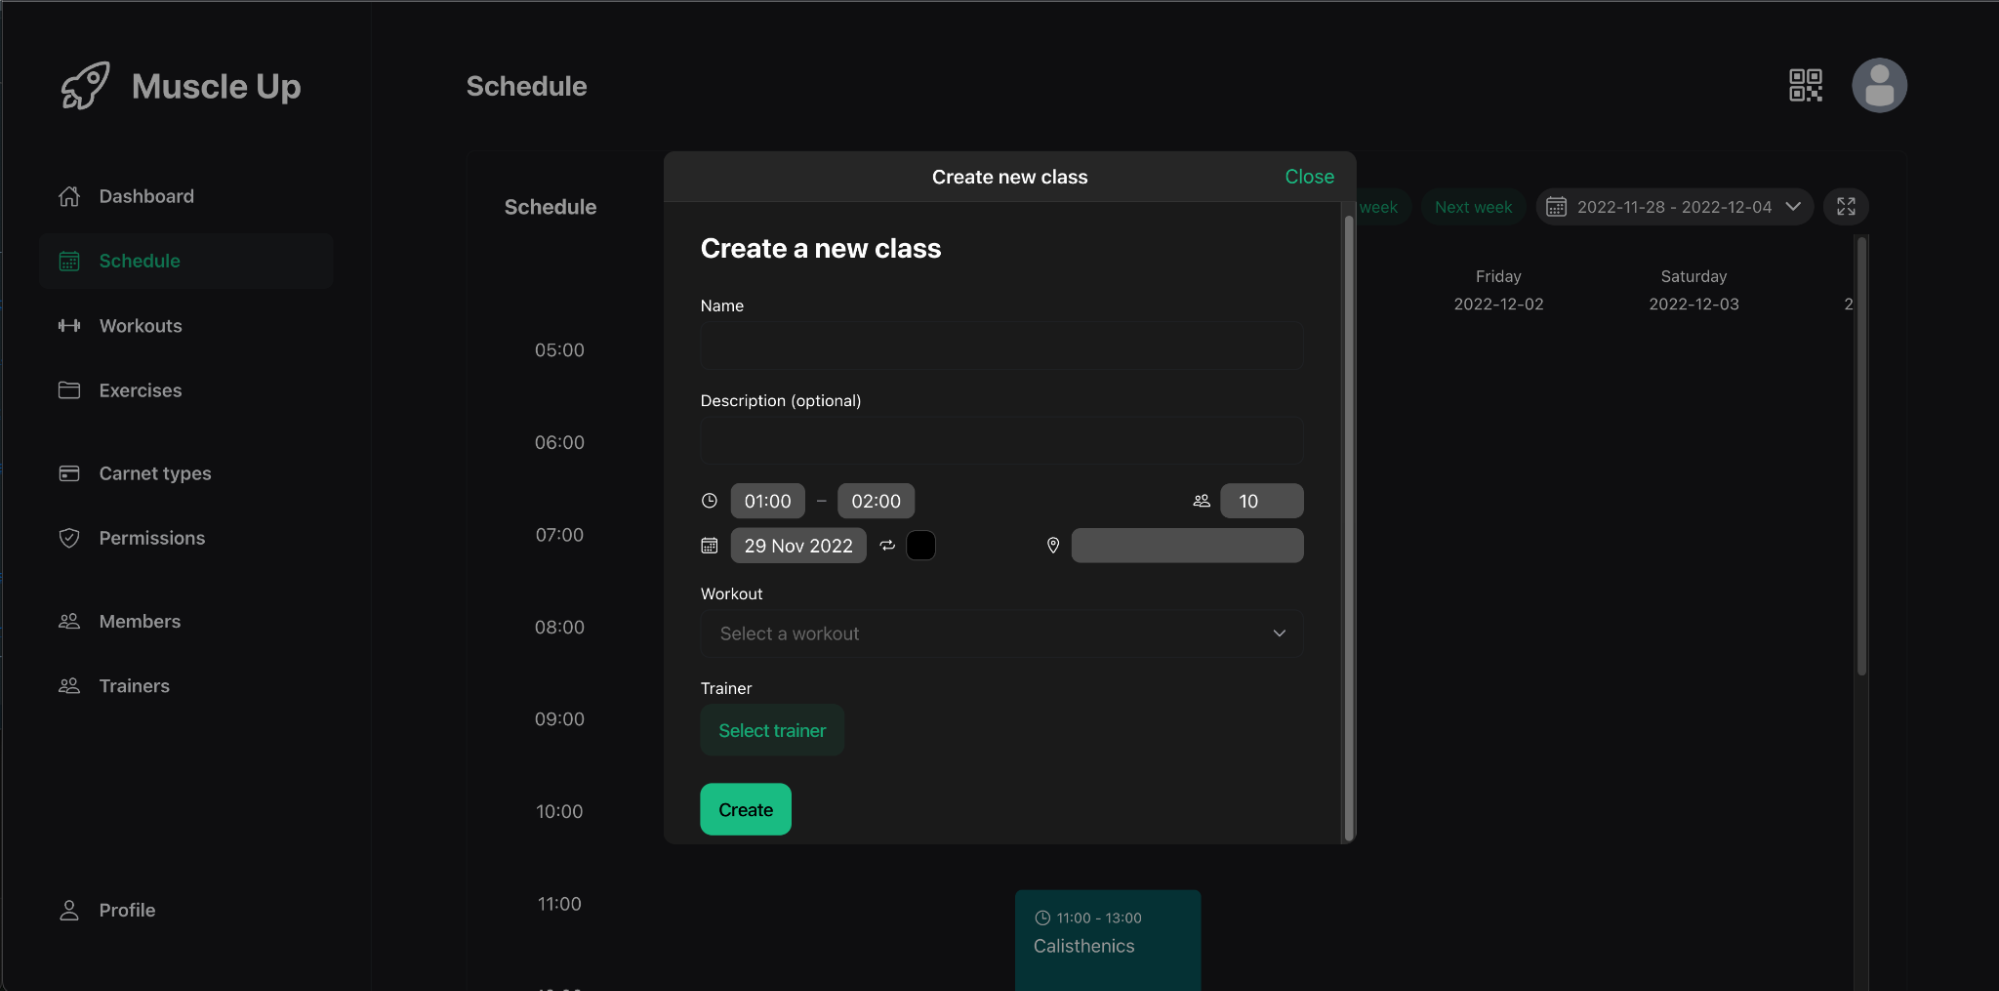 Muscle Up
Dashboard
Schedule
Workouts
Exercises
Carnet types
Permissions
Members
Trainers
Profile
Schedule
Schedule
week
Next week
2022-11-28 - 2022-12-04
Friday
2022-12-02
Saturday
2022-12-03
2
05:00
06:00
07:00
08:00
09:00
10:00
11:00
11:00 - 13:00
Calisthenics
Create new class
Close
Create a new class
Name
Description (optional)
01:00 – 02:00
10
29 Nov 2022
Workout
Select a workout
Trainer
Select trainer
Create